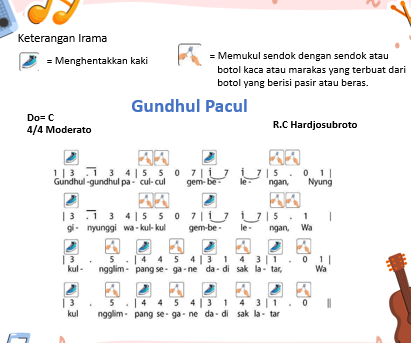 Keterangan Irama
= Menghentakkan kaki
= Memukul sendok dengan sendok atau
botol kaca atau marakas yang terbuat dari
botol yang berisi pasir atau beras.
Gundhul Pacul
Do= C
4/4 Moderato
R.C Hardjosubroto
1 | 3 . 1 3 4 | 5 5 0 7 | i 7 i 7 | 5 . 0 1 |
Gundhul -gundhul pa - cul- cul gem- be - le - ngan, Nyung
| 3 . 1 3 4 | 5 5 0 7 | i 7 i 7 | 5 . 1 |
gi - nyunggi wa - kul- kul gem-be - le - ngan, Wa
| 3 . 5 . | 4 4 5 4 | 3 1 4 3 | 1 . 0 1 |
kul - ngglim - pang se - ga - ne da - di sak la - tar, Wa
| 3 . 5 . | 4 4 5 4 | 3 1 4 3 | 1 . 0 ||
kul ngglim - pang se - ga - ne da - di sak la - tar